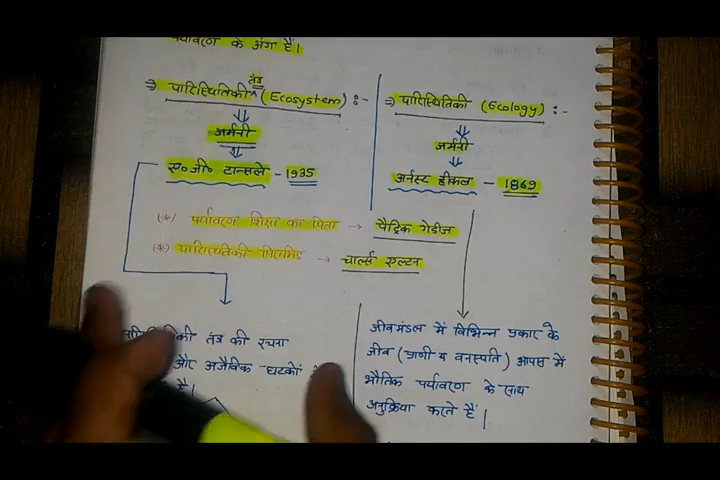 पर्यावरण के अंग हैं।
⇒ पारिस्थितिकी तंत्र (Ecosystem) :-
जर्मनी
ए॰ जी॰ टान्सले - 1935
⇒ पारिस्थितिकी (Ecology) :-
जर्मनी
अर्नस्ट हीकल - 1869
(*) पर्यावरण शिक्षा का पिता → पैट्रिक गेडीज
(*) पारिस्थितिकी पिरामिड → चार्ल्स एल्टन
तंत्र की रचना
और अजैविक घटकों
है।
जीवमंडल में विभिन्न प्रकार के
जीव (प्राणी व वनस्पति) आपस में
भौतिक पर्यावरण के साथ
अनुक्रिया करते हैं।